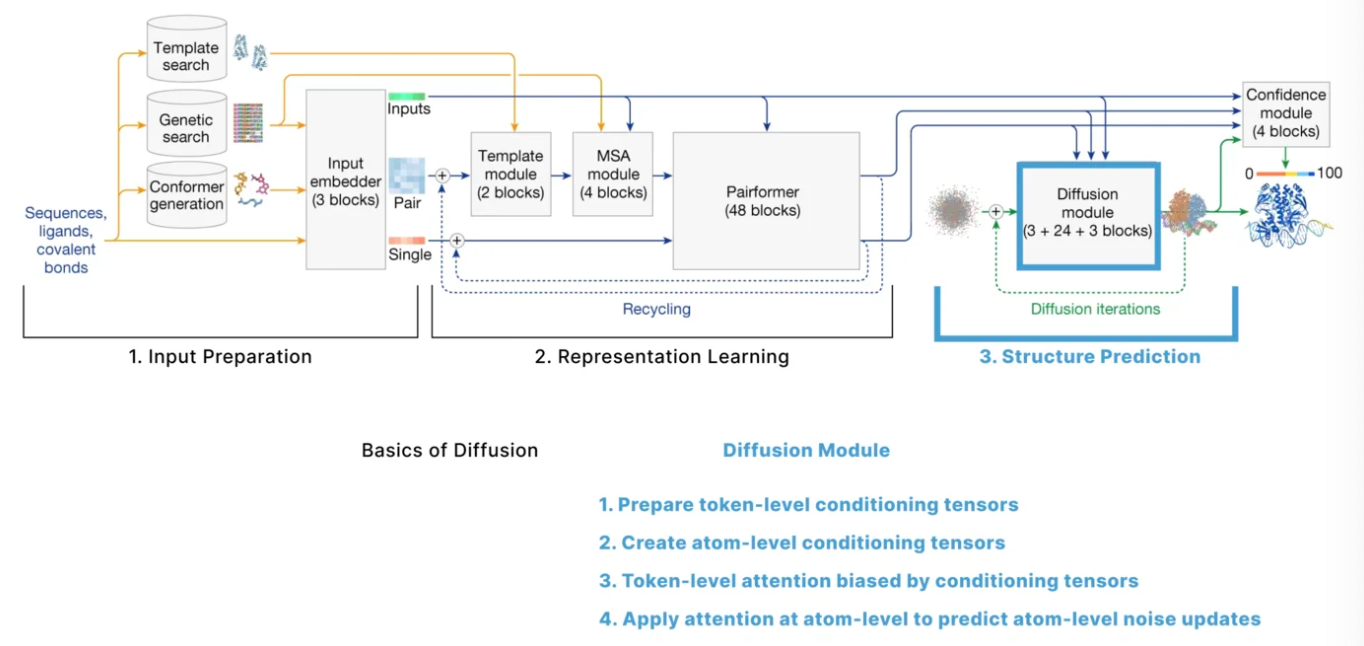 Template
search
Genetic
search
Conformer
generation
Sequences,
ligands,
covalent
bonds
Input
embedder
(3 blocks)
Inputs
Pair
Single
+
+
Template
module
(2 blocks)
MSA
module
(4 blocks)
Pairformer
(48 blocks)
Recycling
+
Diffusion
module
(3 + 24 + 3 blocks)
Diffusion iterations
Confidence
module
(4 blocks)
0 100
1. Input Preparation
2. Representation Learning
3. Structure Prediction
Basics of Diffusion
Diffusion Module
1. Prepare token-level conditioning tensors
2. Create atom-level conditioning tensors
3. Token-level attention biased by conditioning tensors
4. Apply attention at atom-level to predict atom-level noise updates